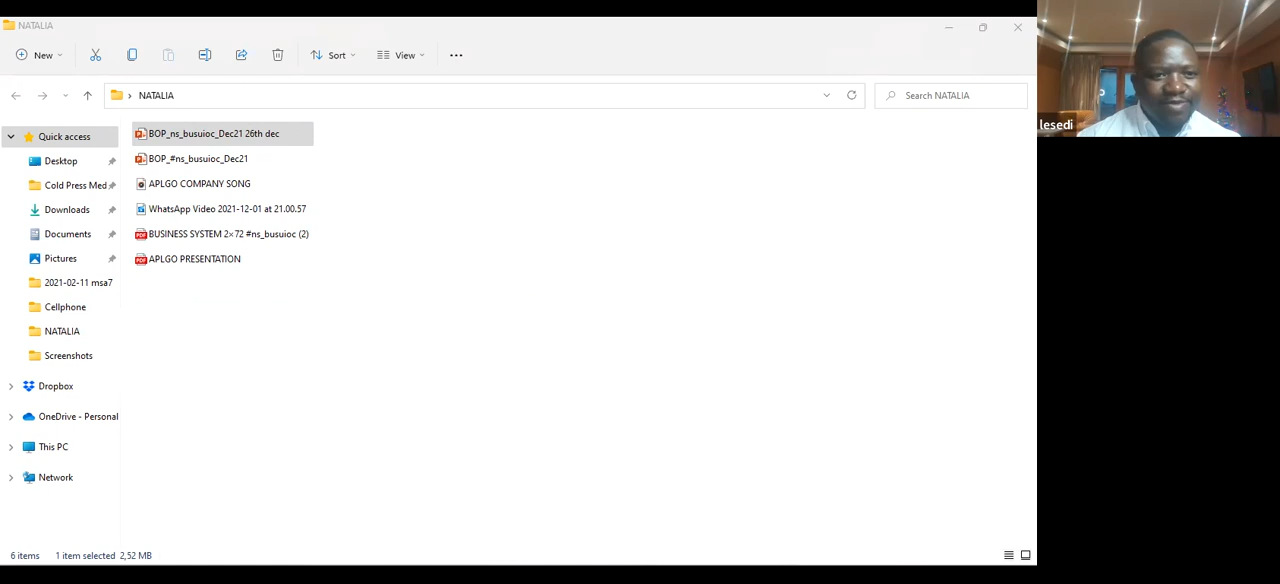 NATALIA
New
Sort
View
NATALIA
Search NATALIA
lesedi
Quick access
Desktop
Cold Press Med
Downloads
Documents
Pictures
2021-02-11 msa7
Cellphone
NATALIA
Screenshots
Dropbox
OneDrive - Personal
This PC
Network
BOP_ns_busuioc_Dec21 26th dec
BOP_#ns_busuioc_Dec21
APLGO COMPANY SONG
WhatsApp Video 2021-12-01 at 21.00.57
BUSINESS SYSTEM 2×72 #ns_busuioc (2)
APLGO PRESENTATION
6 items 1 item selected 2,52 MB